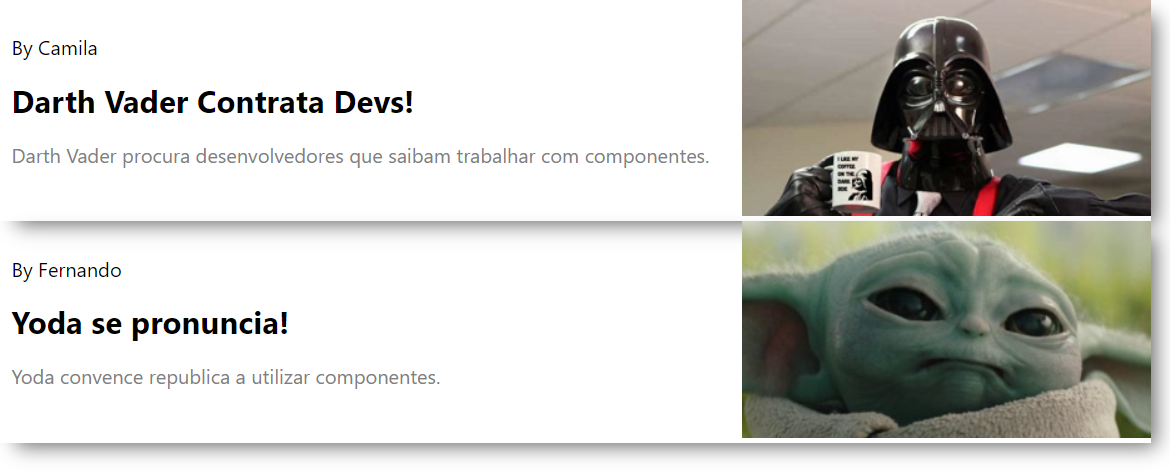 By Camila
Darth Vader Contrata Devs!
Darth Vader procura desenvolvedores que saibam trabalhar com componentes.
I LIKE MY
COFFEE
ON THE
DARK
SIDE
By Fernando
Yoda se pronuncia!
Yoda convence republica a utilizar componentes.